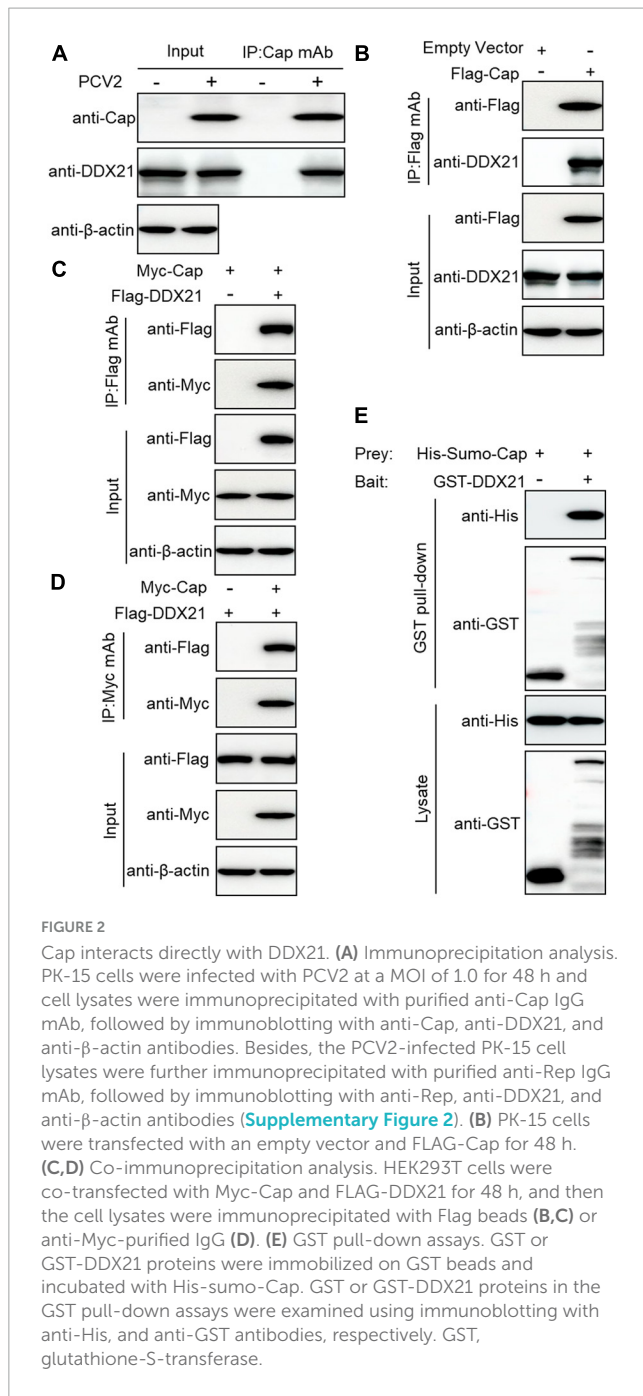 A
Input IP:Cap mAb
PCV2 - + - +
anti-Cap
anti-DDX21
anti-β-actin
B
Empty Vector + -
Flag-Cap - +
IP:Flag mAb
anti-Flag
anti-DDX21
Input
anti-Flag
anti-DDX21
anti-β-actin
C
Myc-Cap + +
Flag-DDX21 - +
IP:Flag mAb
anti-Flag
anti-Myc
Input
anti-Flag
anti-Myc
anti-β-actin
D
Myc-Cap - +
Flag-DDX21 + +
IP:Myc mAb
anti-Flag
anti-Myc
Input
anti-Flag
anti-Myc
anti-β-actin
E
Prey: His-Sumo-Cap + +
Bait: GST-DDX21 - +
GST pull-down
anti-His
anti-GST
Lysate
anti-His
anti-GST
FIGURE 2
Cap interacts directly with DDX21. (A) Immunoprecipitation analysis.
PK-15 cells were infected with PCV2 at a MOI of 1.0 for 48 h and
cell lysates were immunoprecipitated with purified anti-Cap IgG
mAb, followed by immunoblotting with anti-Cap, anti-DDX21, and
anti-β-actin antibodies. Besides, the PCV2-infected PK-15 cell
lysates were further immunoprecipitated with purified anti-Rep IgG
mAb, followed by immunoblotting with anti-Rep, anti-DDX21, and
anti-β-actin antibodies (Supplementary Figure 2). (B) PK-15 cells
were transfected with an empty vector and FLAG-Cap for 48 h.
(C,D) Co-immunoprecipitation analysis. HEK293T cells were
co-transfected with Myc-Cap and FLAG-DDX21 for 48 h, and then
the cell lysates were immunoprecipitated with Flag beads (B,C) or
anti-Myc-purified IgG (D). (E) GST pull-down assays. GST or
GST-DDX21 proteins were immobilized on GST beads and
incubated with His-sumo-Cap. GST or GST-DDX21 proteins in the
GST pull-down assays were examined using immunoblotting with
anti-His, and anti-GST antibodies, respectively. GST,
glutathione-S-transferase.